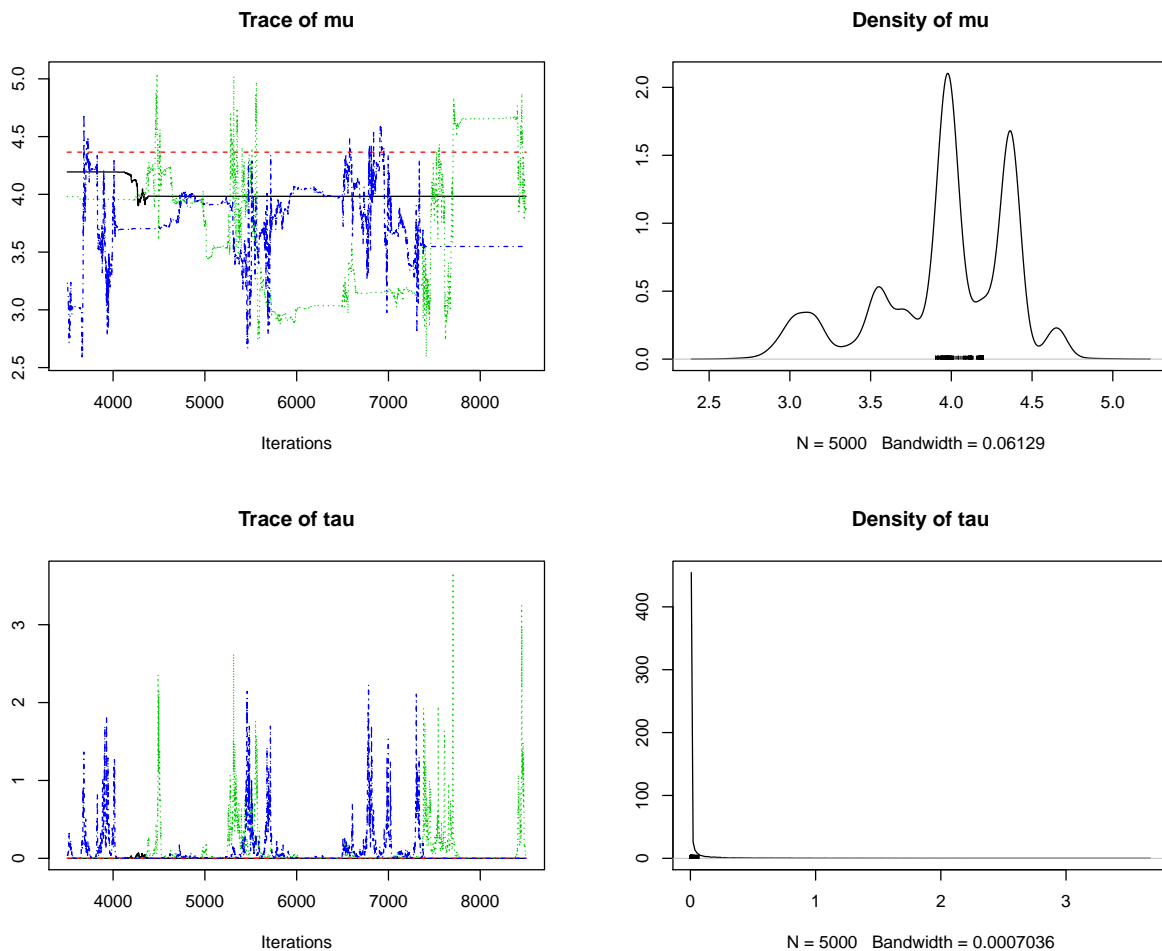 Trace of mu
2.5 3.0 3.5 4.0 4.5 5.0
4000 5000 6000 7000 8000
Iterations
Density of mu
0.0 0.5 1.0 1.5 2.0
2.5 3.0 3.5 4.0 4.5 5.0
N = 5000 Bandwidth = 0.06129
Trace of tau
0 1 2 3
4000 5000 6000 7000 8000
Iterations
Density of tau
0 100 200 300 400
0 1 2 3
N = 5000 Bandwidth = 0.0007036